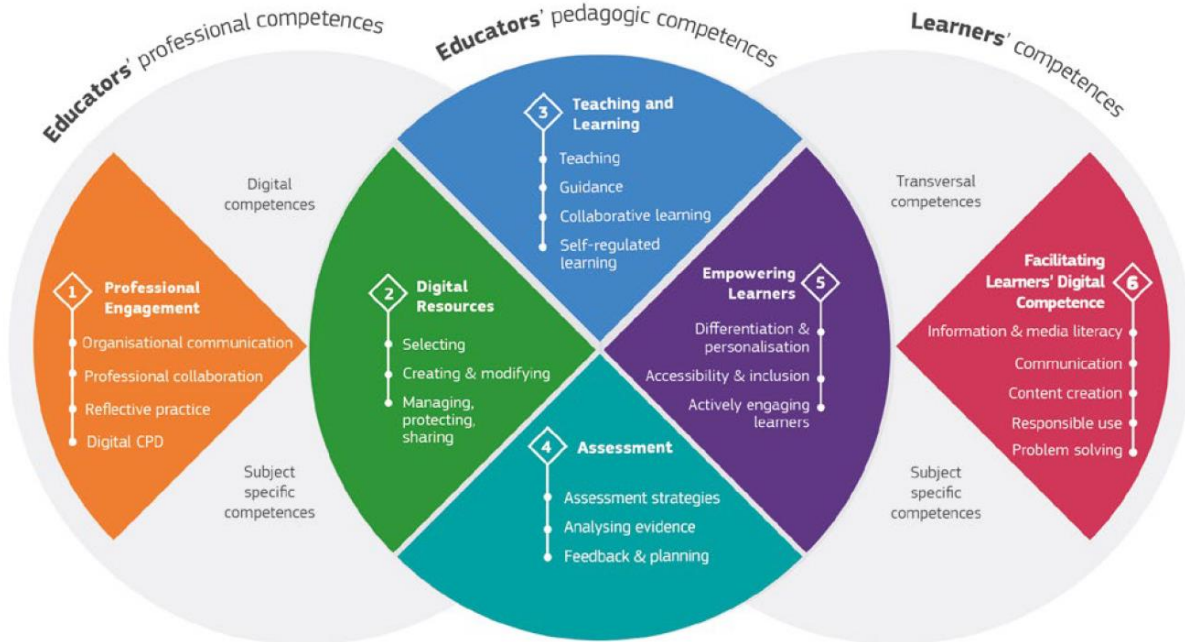 Educators' professional competences
Educators' pedagogic competences
Learners' competences
Digital
competences
Subject
specific
competences
1
Professional
Engagement
Organisational communication
Professional collaboration
Reflective practice
Digital CPD
2
Digital
Resources
Selecting
Creating & modifying
Managing,
protecting,
sharing
3
Teaching and
Learning
Teaching
Guidance
Collaborative learning
Self-regulated
learning
4
Assessment
Assessment strategies
Analysing evidence
Feedback & planning
Empowering
Learners
5
Differentiation &
personalisation
Accessibility & inclusion
Actively engaging
learners
Transversal
competences
Subject
specific
competences
Facilitating
Learners' Digital
Competence
6
Information & media literacy
Communication
Content creation
Responsible use
Problem solving